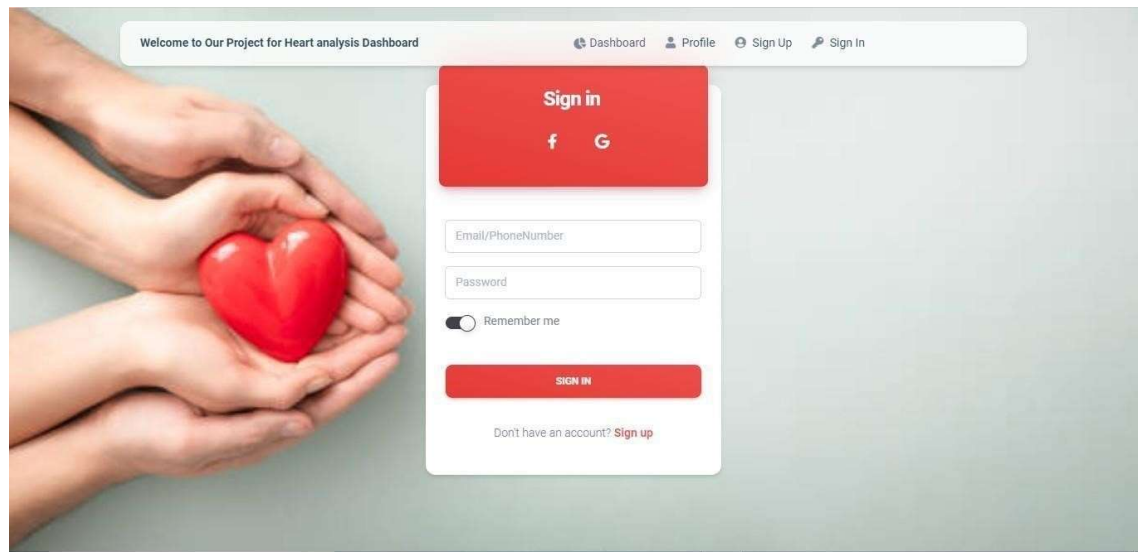 Welcome to Our Project for Heart analysis Dashboard Dashboard Profile Sign Up Sign In
Sign in
f G
Email/PhoneNumber
Password
Remember me
SIGN IN
Don't have an account? Sign up